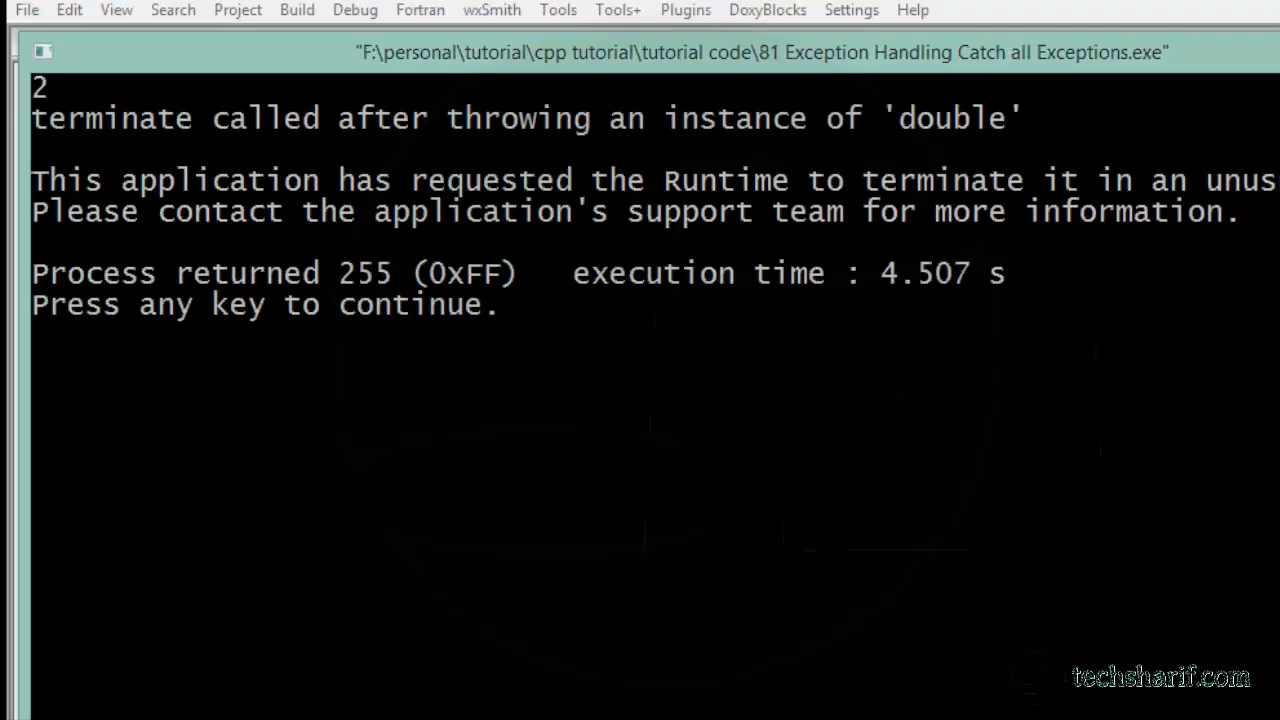 File Edit View Search Project Build Debug Fortran wxSmith Tools Tools+ Plugins DoxyBlocks Settings Help
"F:\personal\tutorial\cpp tutorial\tutorial code\81 Exception Handling Catch all Exceptions.exe"
2
terminate called after throwing an instance of 'double'
This application has requested the Runtime to terminate it in an unus
Please contact the application's support team for more information.
Process returned 255 (0xFF)   execution time : 4.507 s
Press any key to continue.
techsharif.com